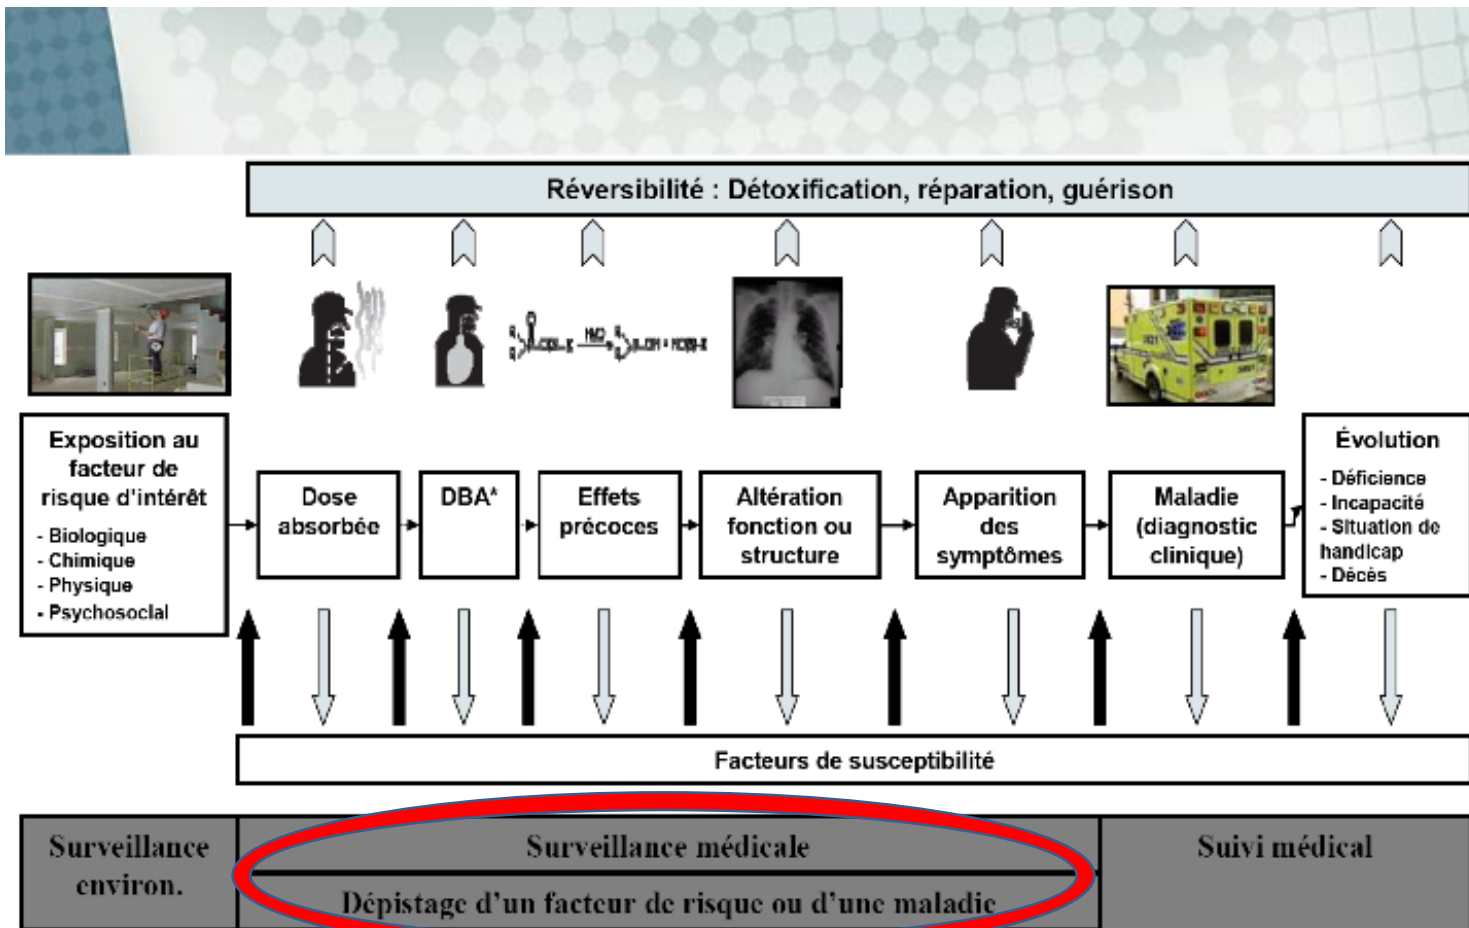 Réversibilité : Détoxification, réparation, guérison
Exposition au
facteur de
risque d'intérêt
- Biologique
- Chimique
- Physique
- Psychosocial
Dose
absorbée
DBA*
Effets
précoces
Altération
fonction ou
structure
Apparition
des
symptômes
Maladie
(diagnostic
clinique)
Évolution
- Déficience
- Incapacité
- Situation de
handicap
- Décès
Facteurs de susceptibilité
Surveillance
environ.
Surveillance médicale
Dépistage d'un facteur de risque ou d'une maladie
Suivi médical